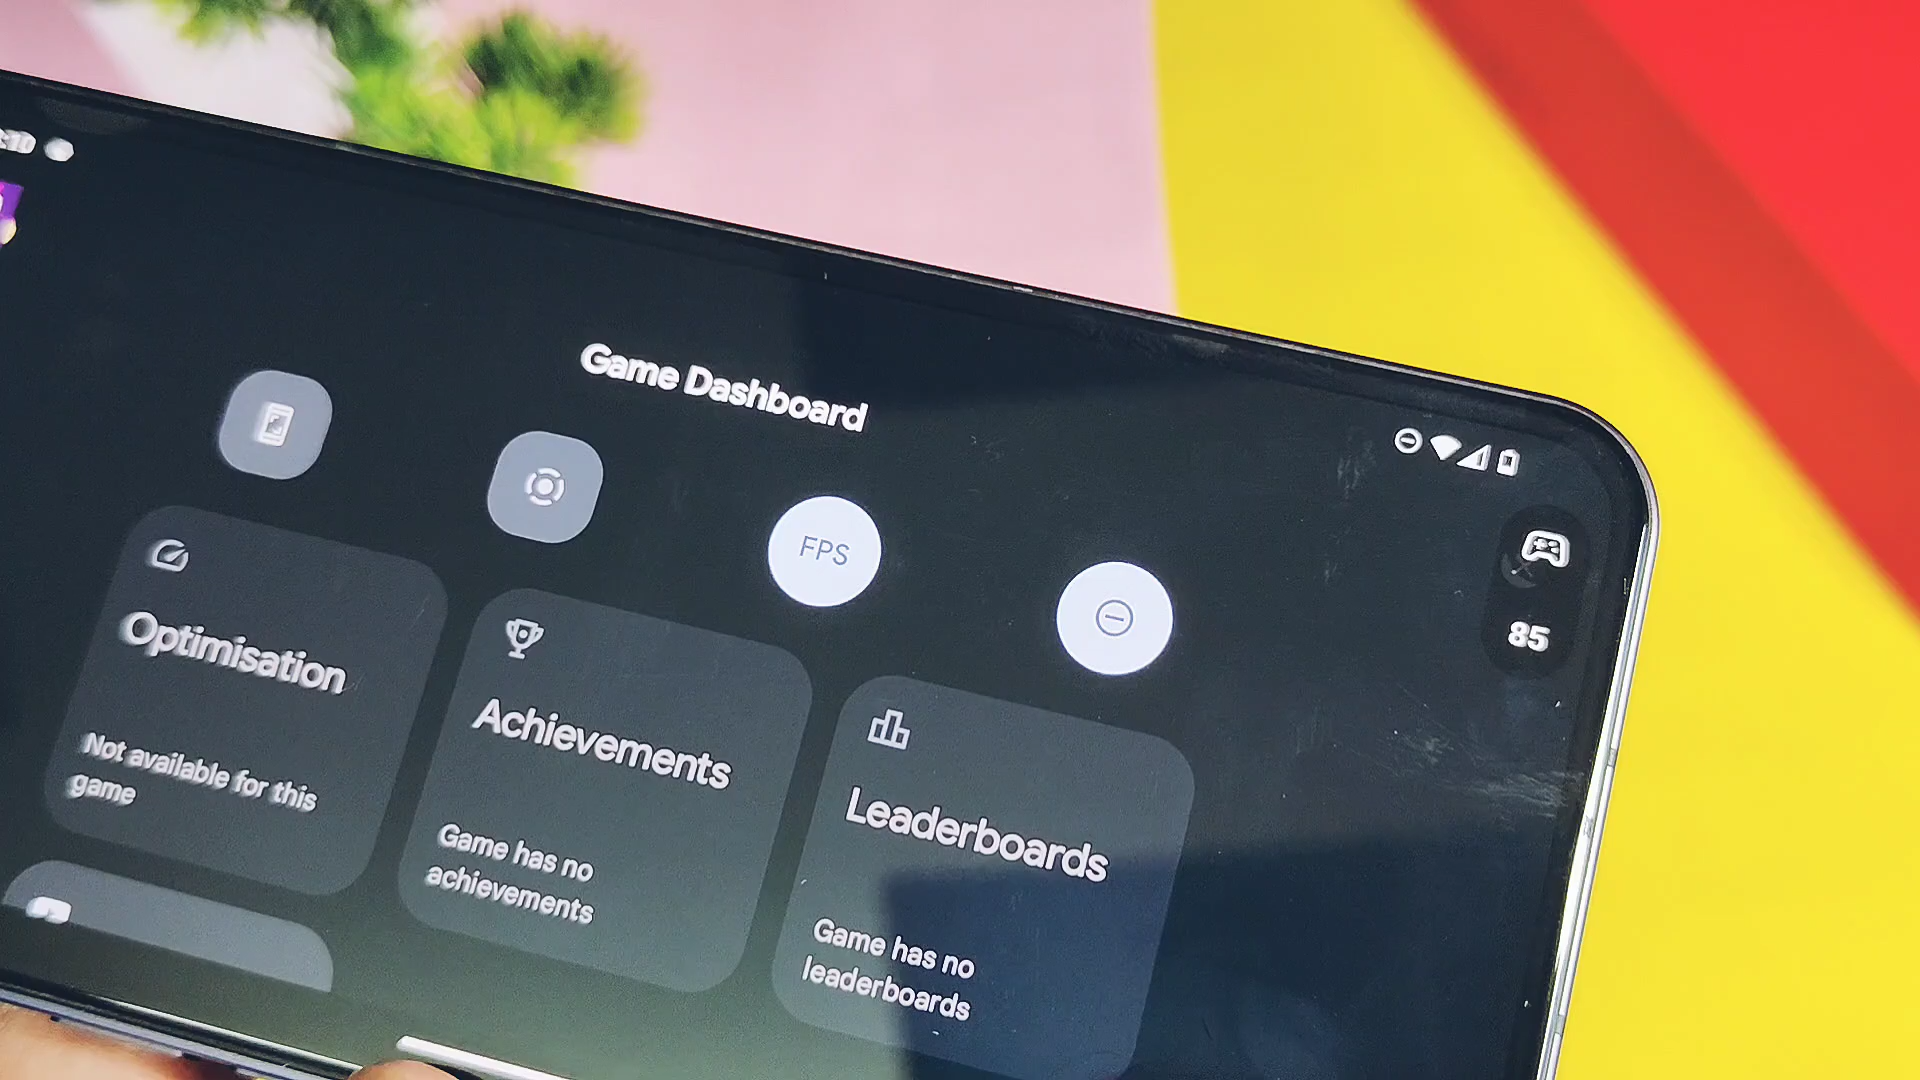 Game Dashboard
FPS
85
Optimisation
Not available for this
game
Achievements
Game has no
achievements
Leaderboards
Game has no
leaderboards